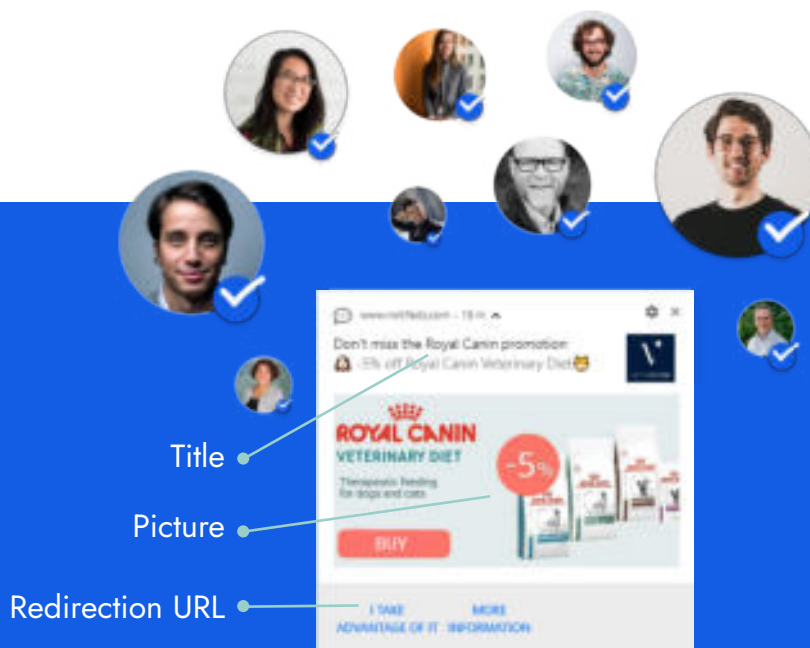 Don't miss the Royal Canin promotion
-5% off Royal Canin Veterinary Diet
ROYAL CANIN
VETERINARY DIET
-5%
Therapeutic feeding
for dogs and cats
BUY
Title
Picture
Redirection URL
I TAKE
ADVANTAGE OF IT
MORE
INFORMATION